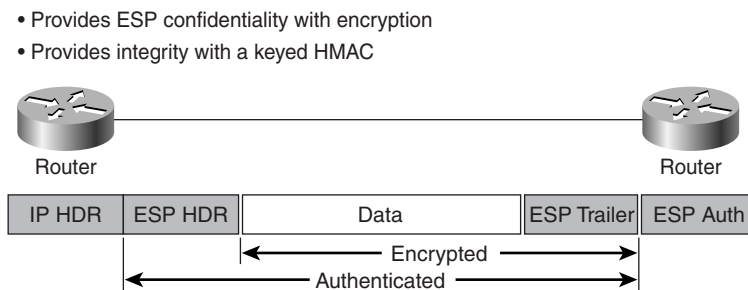 • Provides ESP confidentiality with encryption
• Provides integrity with a keyed HMAC
Router Router
IP HDR ESP HDR Data ESP Trailer ESP Auth
Encrypted
Authenticated